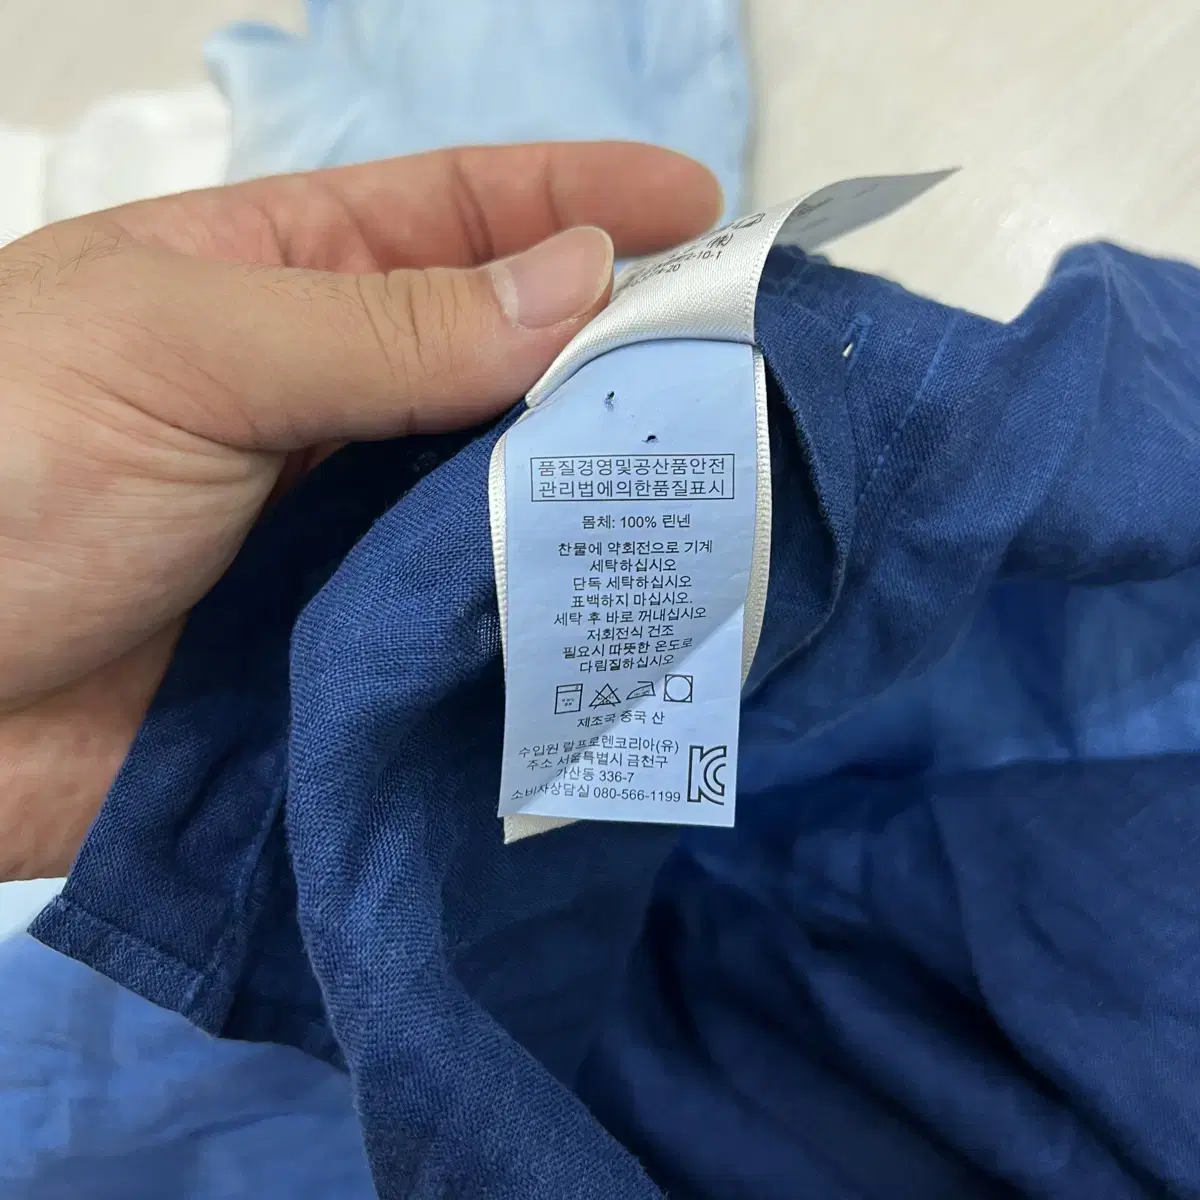 (株)
2-10-1
품질경영및공산품안전
관리법에의한품질표시
몸체: 100% 린넨
찬물에 약회전으로 기계
세탁하십시오
단독 세탁하십시오
표백하지 마십시오.
세탁 후 바로 꺼내십시오
저회전식 건조
필요시 따뜻한 온도로
다림질하십시오
제조국 중국 산
수입원 랄프로렌코리아(유)
주소 서울특별시 금천구
가산동 336-7
소비자상담실 080-566-1199